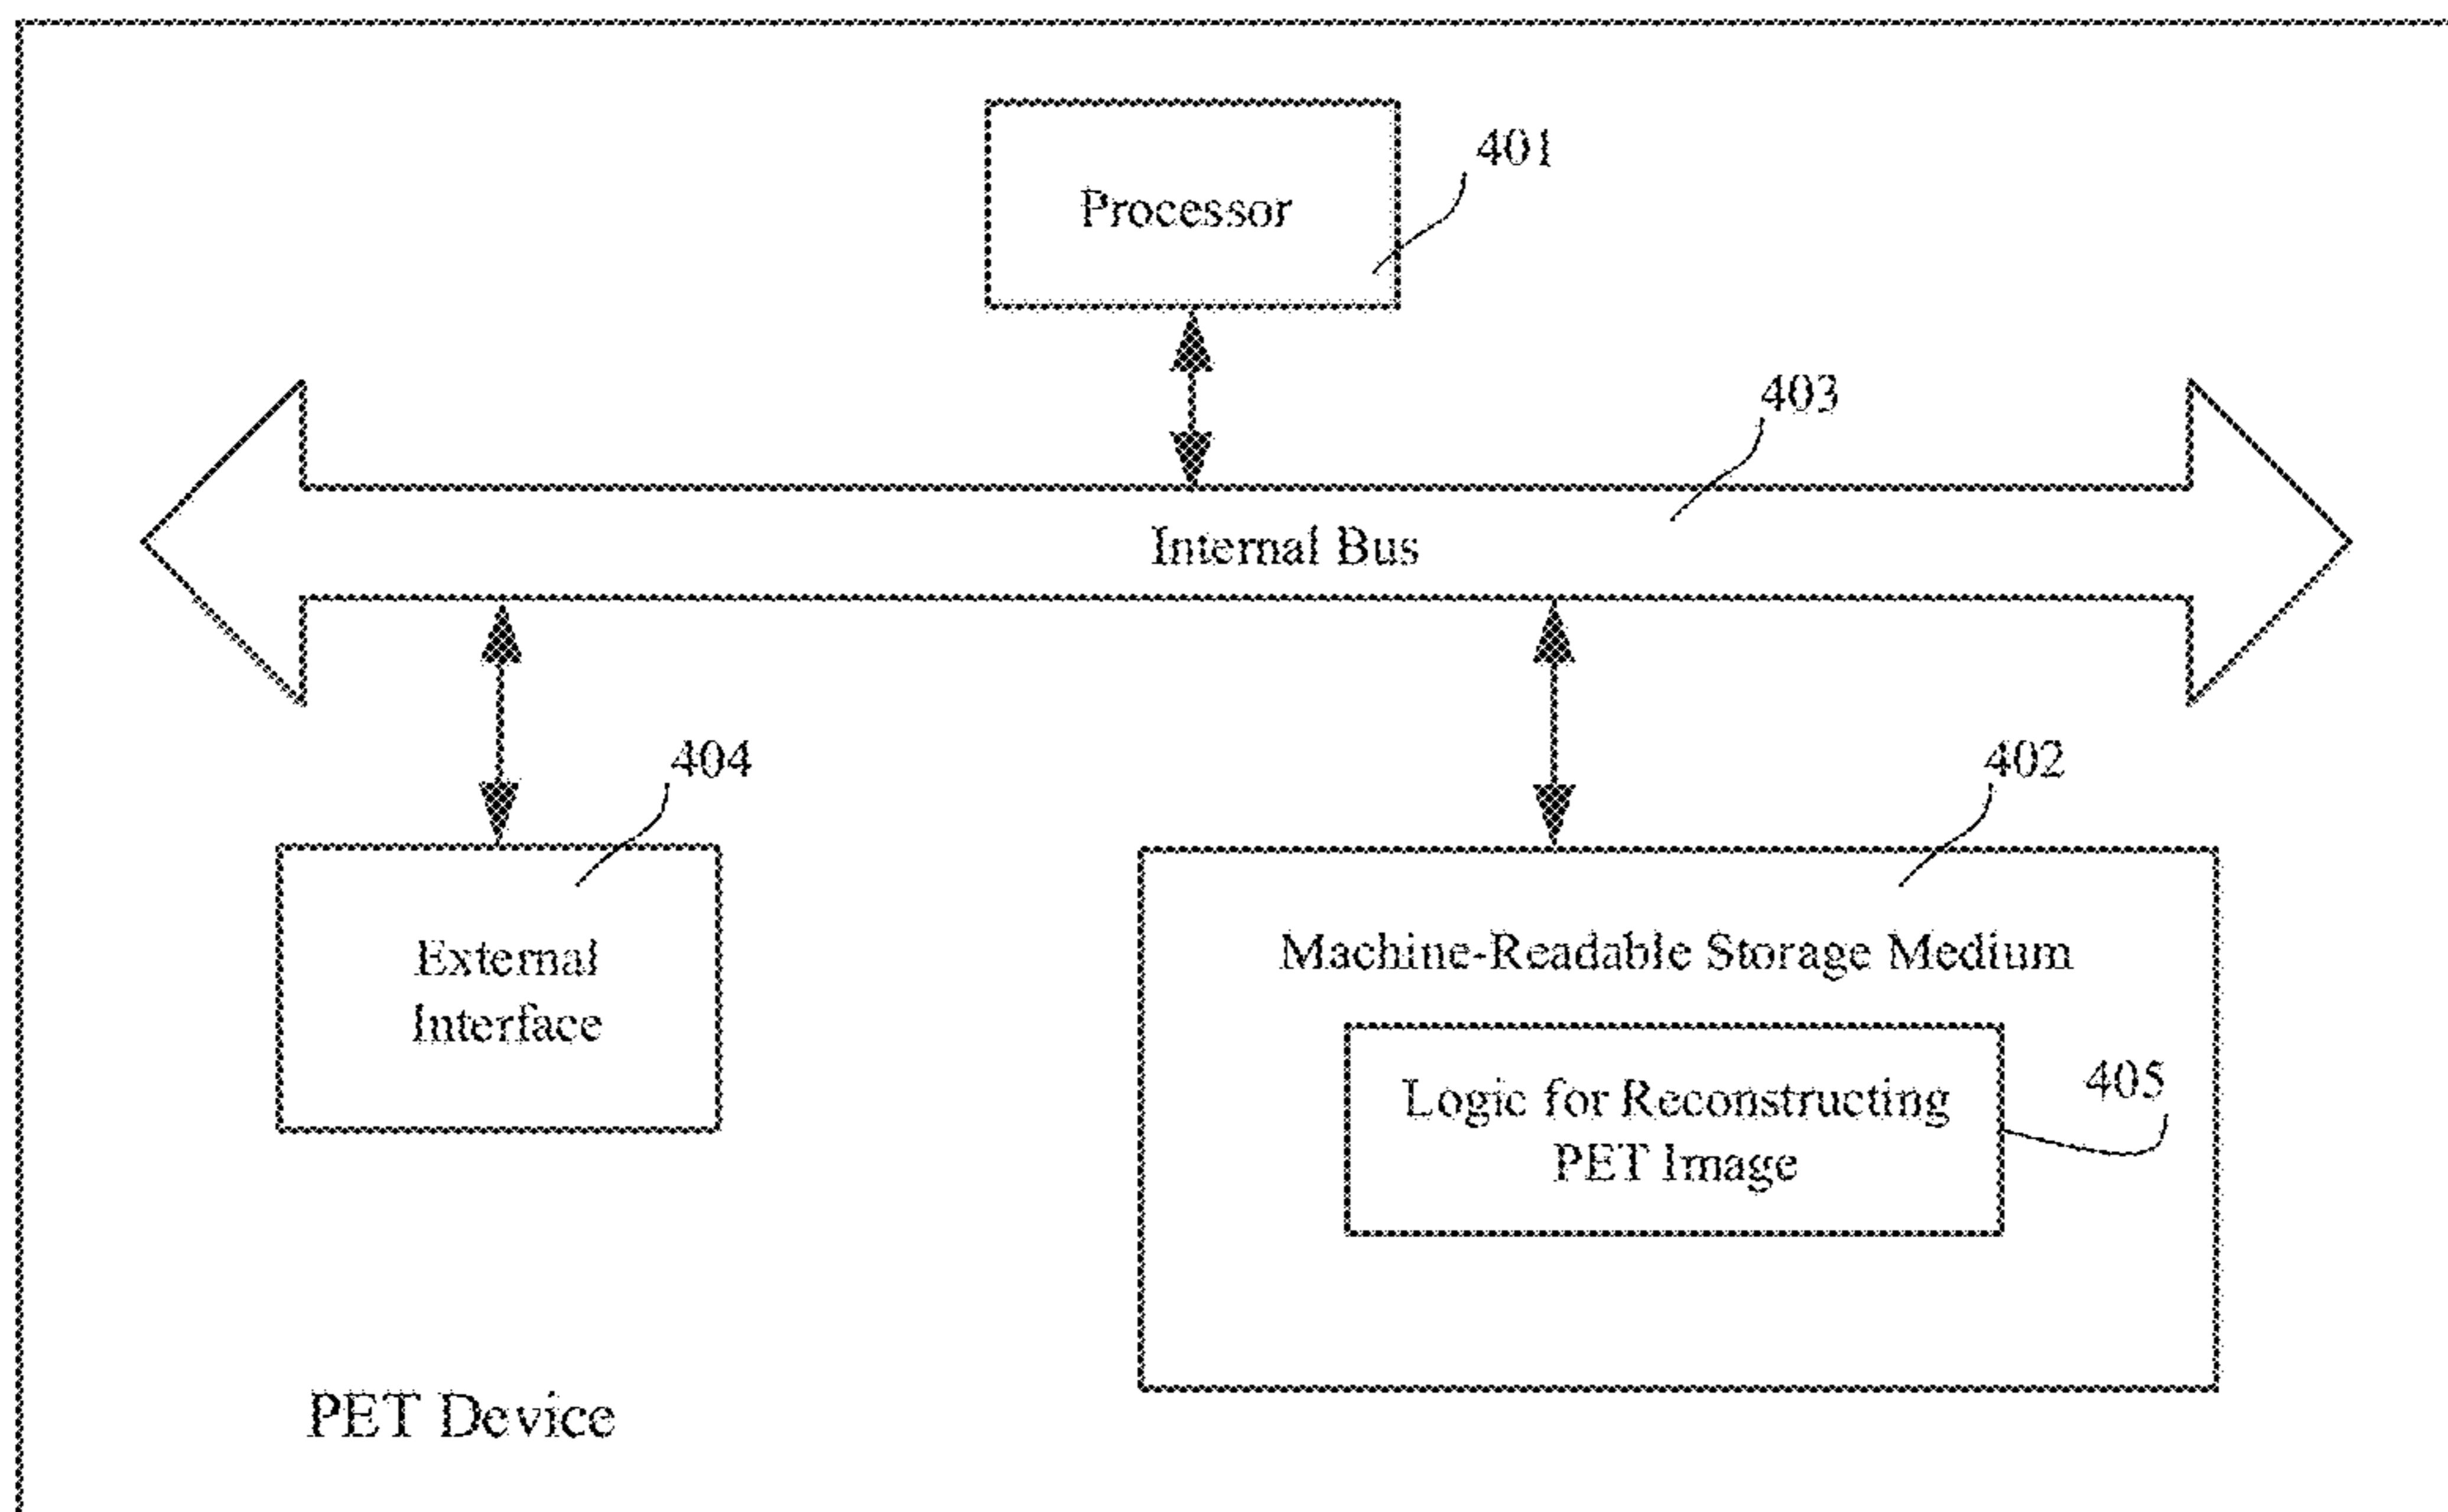 Processor
401
403
Internal Bus
404
402
External
Interface
Machine-Readable Storage Medium
Logic for Reconstructing
PET Image
405
PET Device